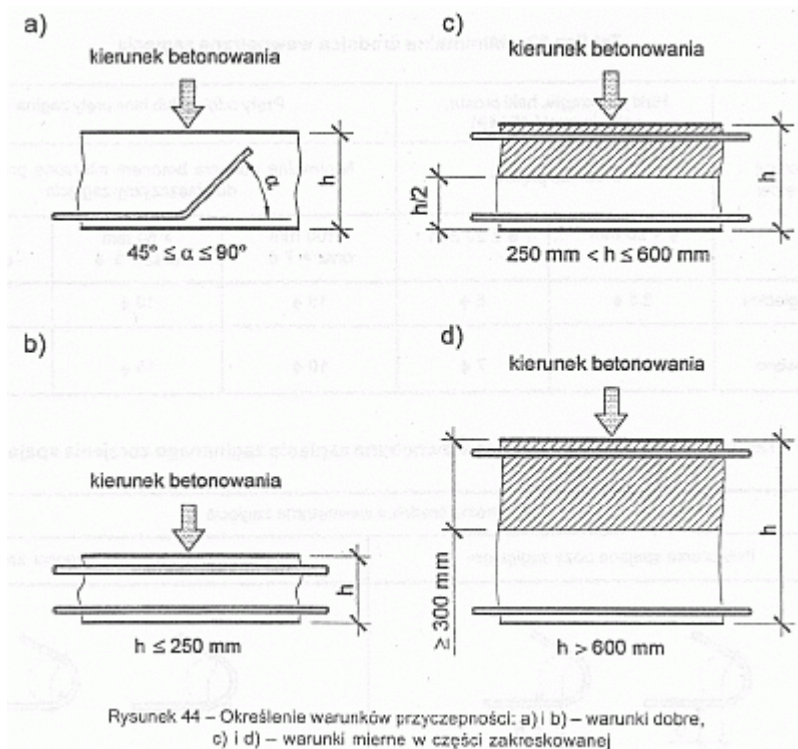 a)
kierunek betonowania
α
h
45° ≤ α ≤ 90°
b)
kierunek betonowania
h
h ≤ 250 mm
c)
kierunek betonowania
h/2
h
250 mm < h ≤ 600 mm
d)
kierunek betonowania
≥ 300 mm
h
h > 600 mm
Rysunek 44 – Określenie warunków przyczepności: a) i b) – warunki dobre,
c) i d) – warunki mierne w części zakreskowanej